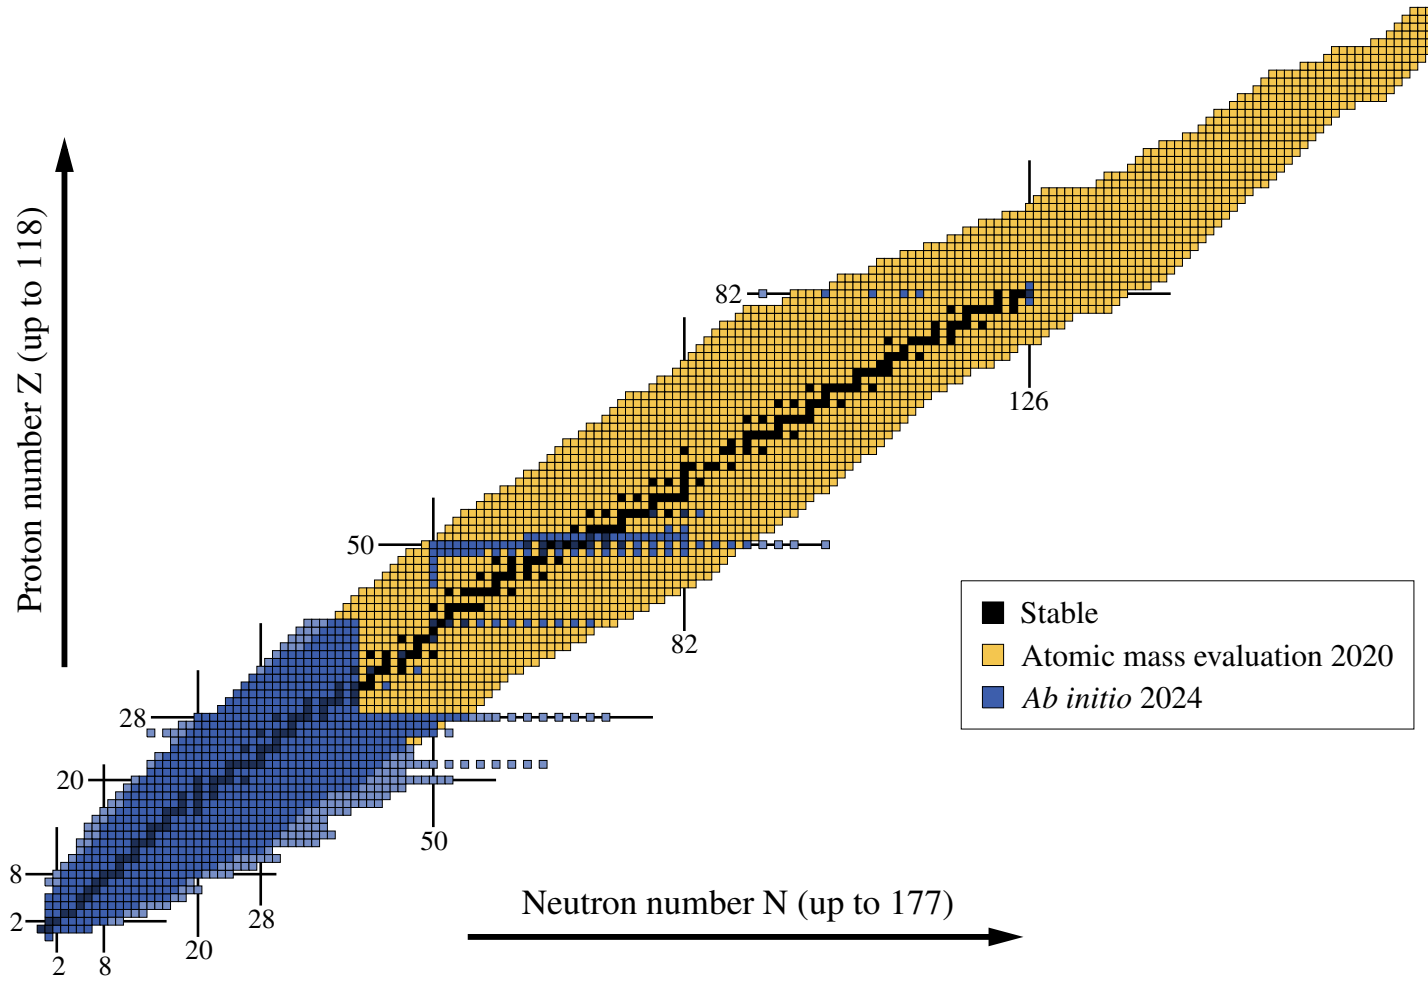 Proton number Z (up to 118)
82
126
50
82
Stable
Atomic mass evaluation 2020
Ab initio 2024
28
20
50
8
Neutron number N (up to 177)
28
2
20
2
8